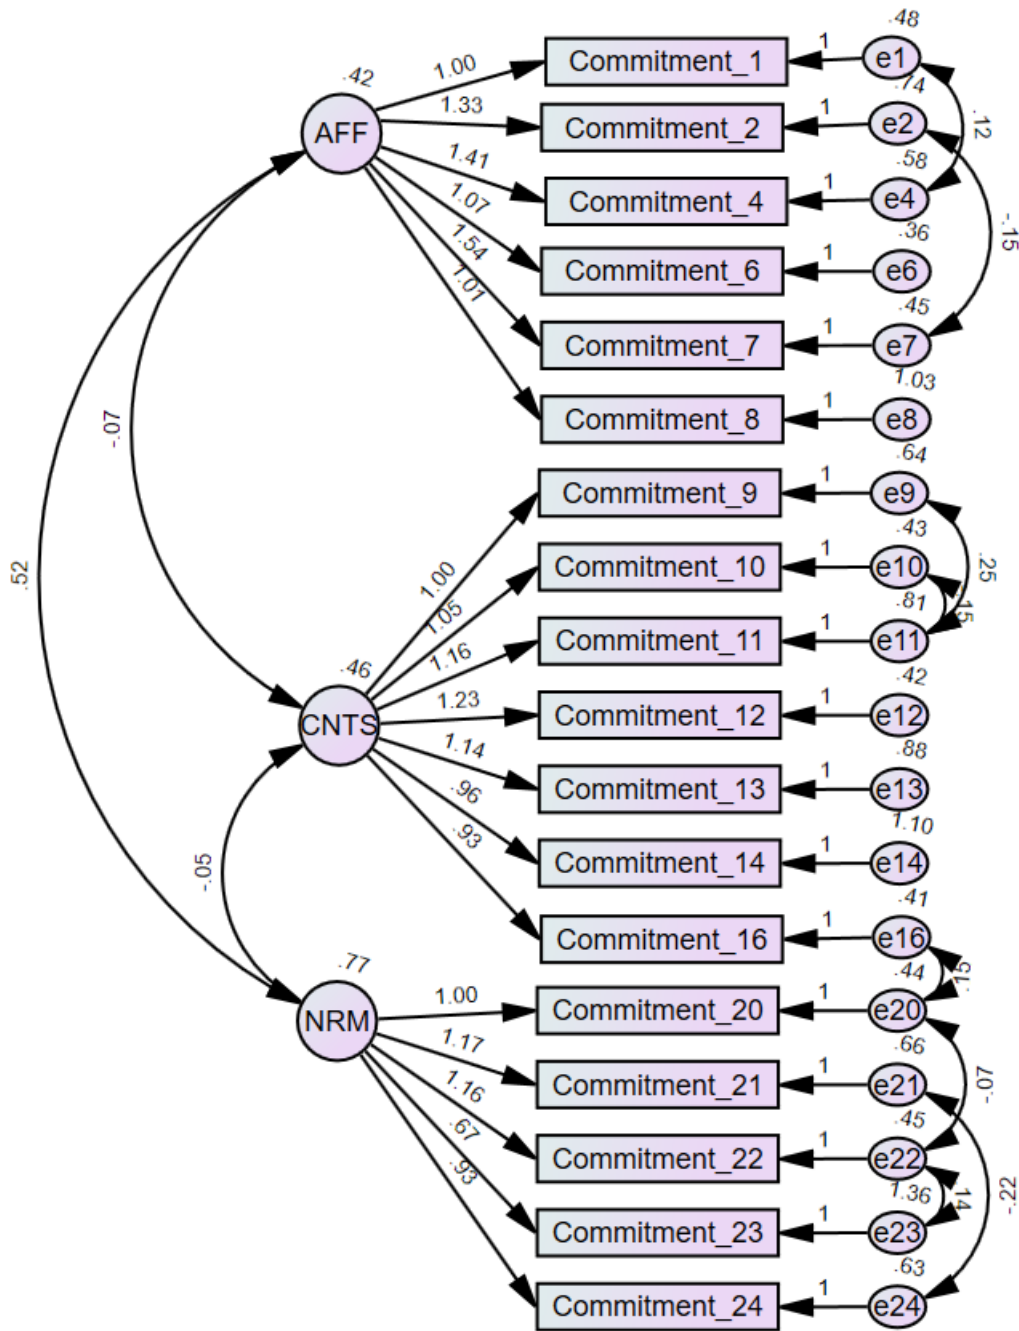 .48
1
e1
Commitment_1
1.00
.42
AFF
.74
1
e2
Commitment_2
1.33
.12
.58
1
e4
Commitment_4
1.41
-.15
.36
1
e6
Commitment_6
1.07
.45
1
e7
Commitment_7
1.54
1.03
1
e8
Commitment_8
1.01
-.07
.64
1
e9
Commitment_9
1.00
.43
1
e10
Commitment_10
1.05
.25
.15
.81
1
e11
Commitment_11
1.16
.46
CNTS
.42
1
e12
Commitment_12
1.23
.88
1
e13
Commitment_13
1.14
1.10
1
e14
Commitment_14
.96
.41
1
e16
Commitment_16
.93
.52
-.05
.15
.77
NRM
.44
1
e20
Commitment_20
1.00
.66
1
e21
Commitment_21
1.17
-.07
.45
1
e22
Commitment_22
1.16
1.36
1
e23
Commitment_23
.67
.14
-.22
.63
1
e24
Commitment_24
.93